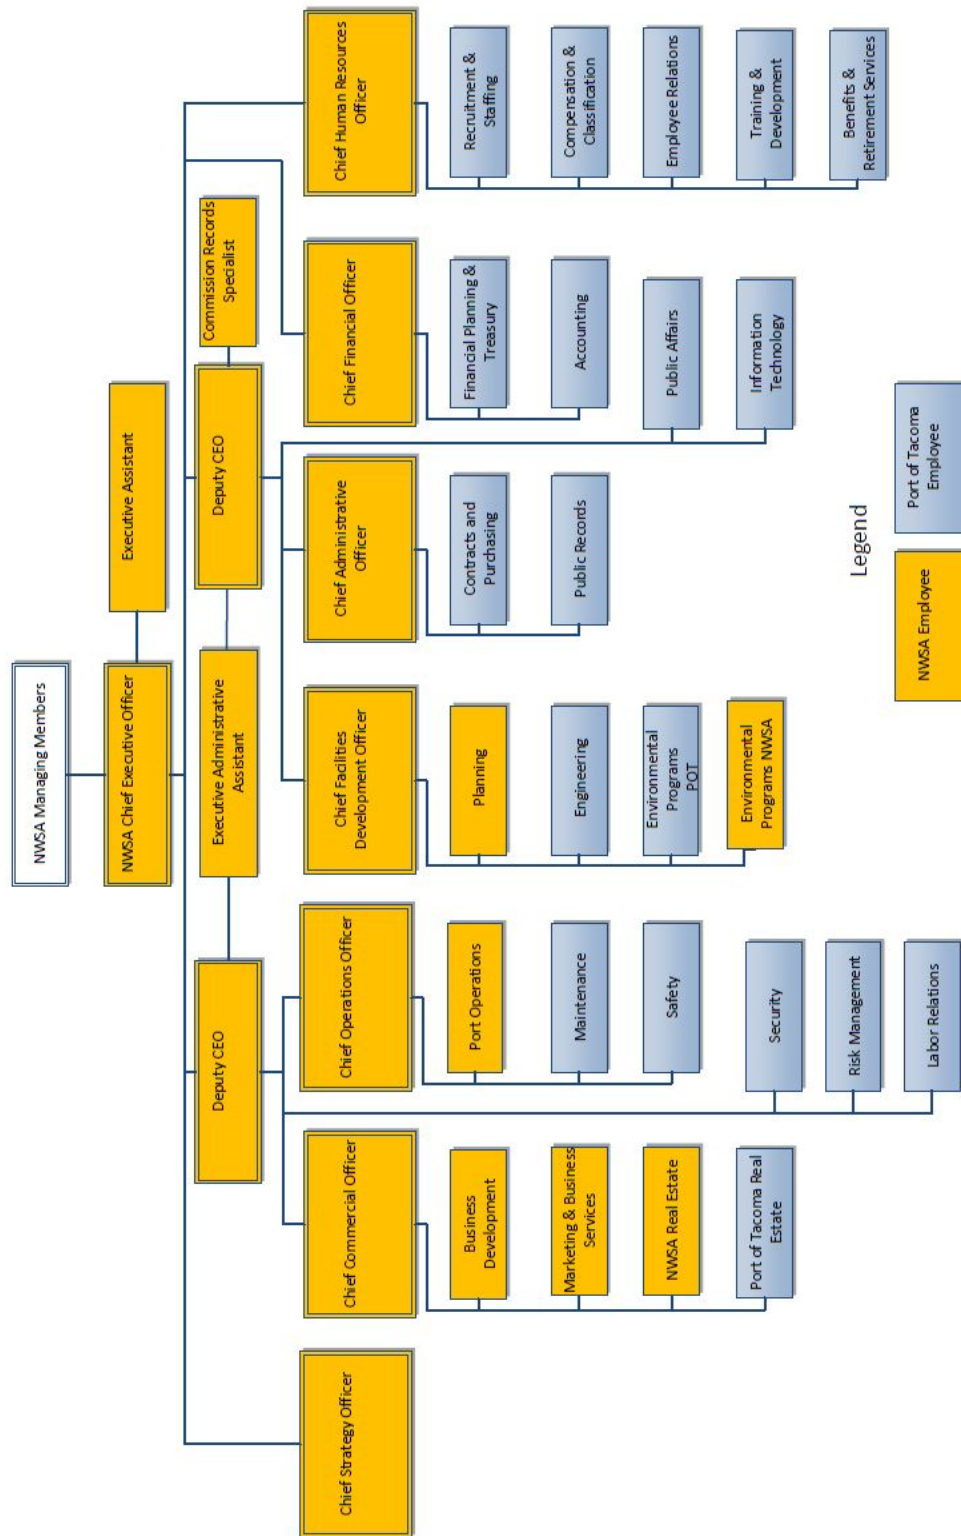 NWSA Managing Members
NWSA Chief Executive Officer
Executive Assistant
Deputy CEO
Executive Administrative
Assistant
Deputy CEO
Commission Records
Specialist
Chief Strategy Officer
Chief Commercial Officer
Chief Operations Officer
Chief Facilities
Development Officer
Chief Administrative
Officer
Chief Financial Officer
Chief Human Resources
Officer
Business
Development
Marketing & Business
Services
NWSA Real Estate
Port of Tacoma Real
Estate
Port Operations
Maintenance
Safety
Security
Risk Management
Labor Relations
Planning
Engineering
Environmental
Programs
POT
Environmental
Programs NWSA
Contracts and
Purchasing
Public Records
Financial Planning &
Treasury
Accounting
Public Affairs
Information
Technology
Recruitment &
Staffing
Compensation &
Classification
Employee Relations
Training &
Development
Benefits &
Retirement Services
Legend
NWSA Employee
Port of Tacoma
Employee